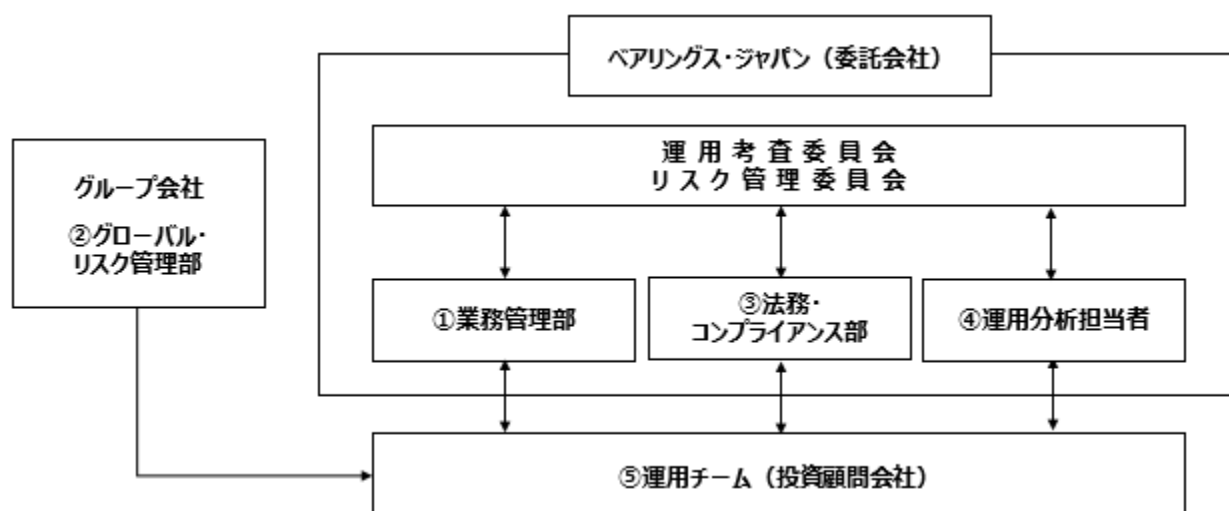 ベアリングス・ジャパン（委託会社）
運用考査委員会
リスク管理委員会
グループ会社
②グローバル・
リスク管理部
①業務管理部
③法務・
コンプライアンス部
④運用分析担当者
⑤運用チーム（投資顧問会社）